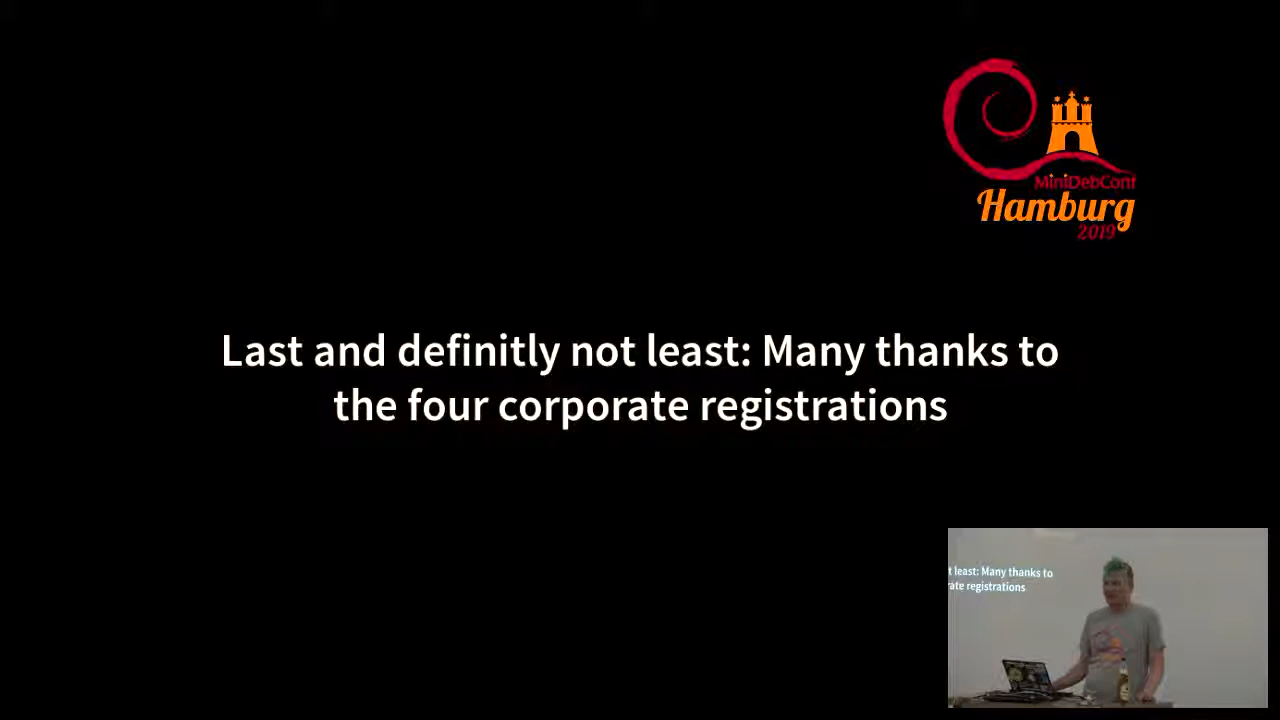 MiniDebConf
Hamburg
2019
Last and definitly not least: Many thanks to
the four corporate registrations
t least: Many thanks to
ate registrations